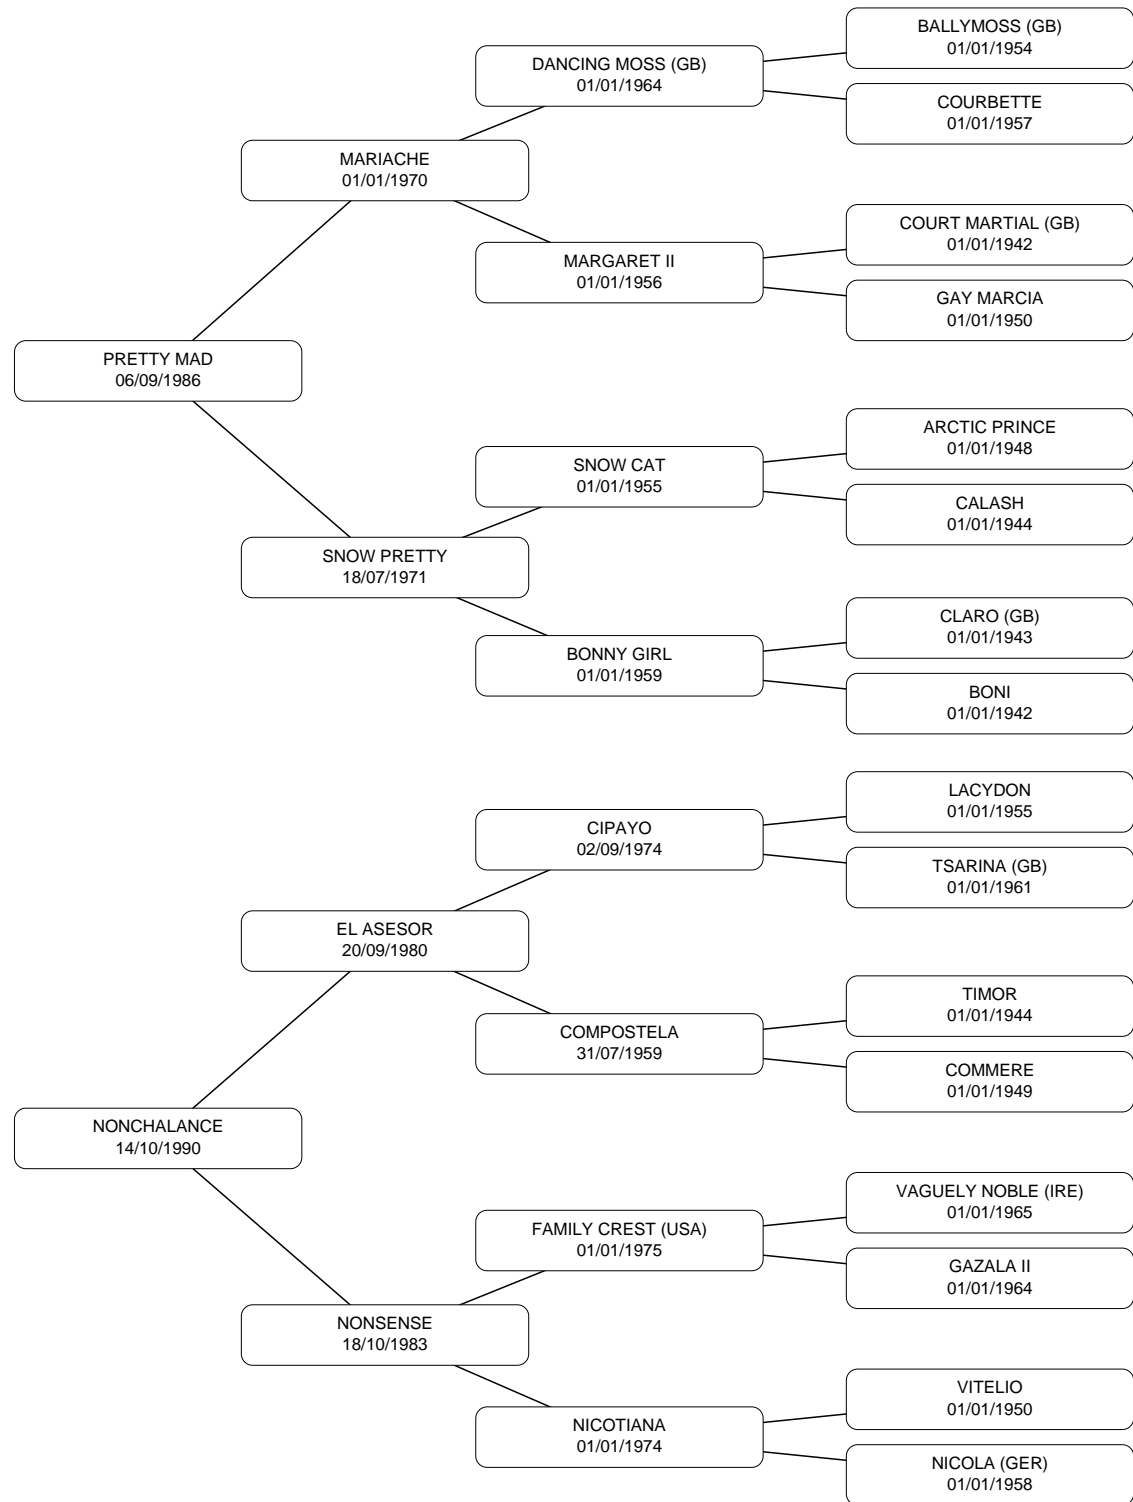 BALLYMOSS (GB)
01/01/1954
DANCING MOSS (GB)
01/01/1964
COURBETTE
01/01/1957
MARIACHE
01/01/1970
COURT MARTIAL (GB)
01/01/1942
MARGARET II
01/01/1956
GAY MARCIA
01/01/1950
PRETTY MAD
06/09/1986
ARCTIC PRINCE
01/01/1948
SNOW CAT
01/01/1955
CALASH
01/01/1944
SNOW PRETTY
18/07/1971
CLARO (GB)
01/01/1943
BONNY GIRL
01/01/1959
BONI
01/01/1942
LACYDON
01/01/1955
CIPAYO
02/09/1974
TSARINA (GB)
01/01/1961
EL ASESOR
20/09/1980
TIMOR
01/01/1944
COMPOSTELA
31/07/1959
COMMERE
01/01/1949
NONCHALANCE
14/10/1990
VAGUELY NOBLE (IRE)
01/01/1965
FAMILY CREST (USA)
01/01/1975
GAZALA II
01/01/1964
NONSENSE
18/10/1983
VITELIO
01/01/1950
NICOTIANA
01/01/1974
NICOLA (GER)
01/01/1958